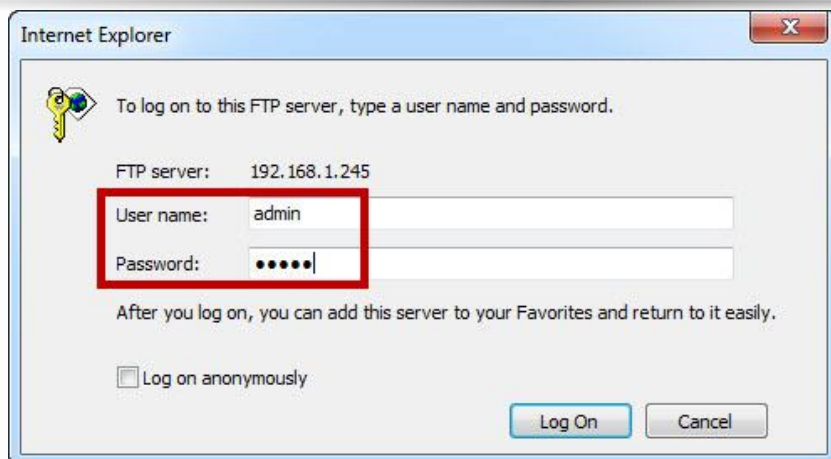 Internet Explorer
To log on to this FTP server, type a user name and password.
FTP server: 192.168.1.245
User name: admin
Password: •••••
After you log on, you can add this server to your Favorites and return to it easily.
Log on anonymously
Log On Cancel